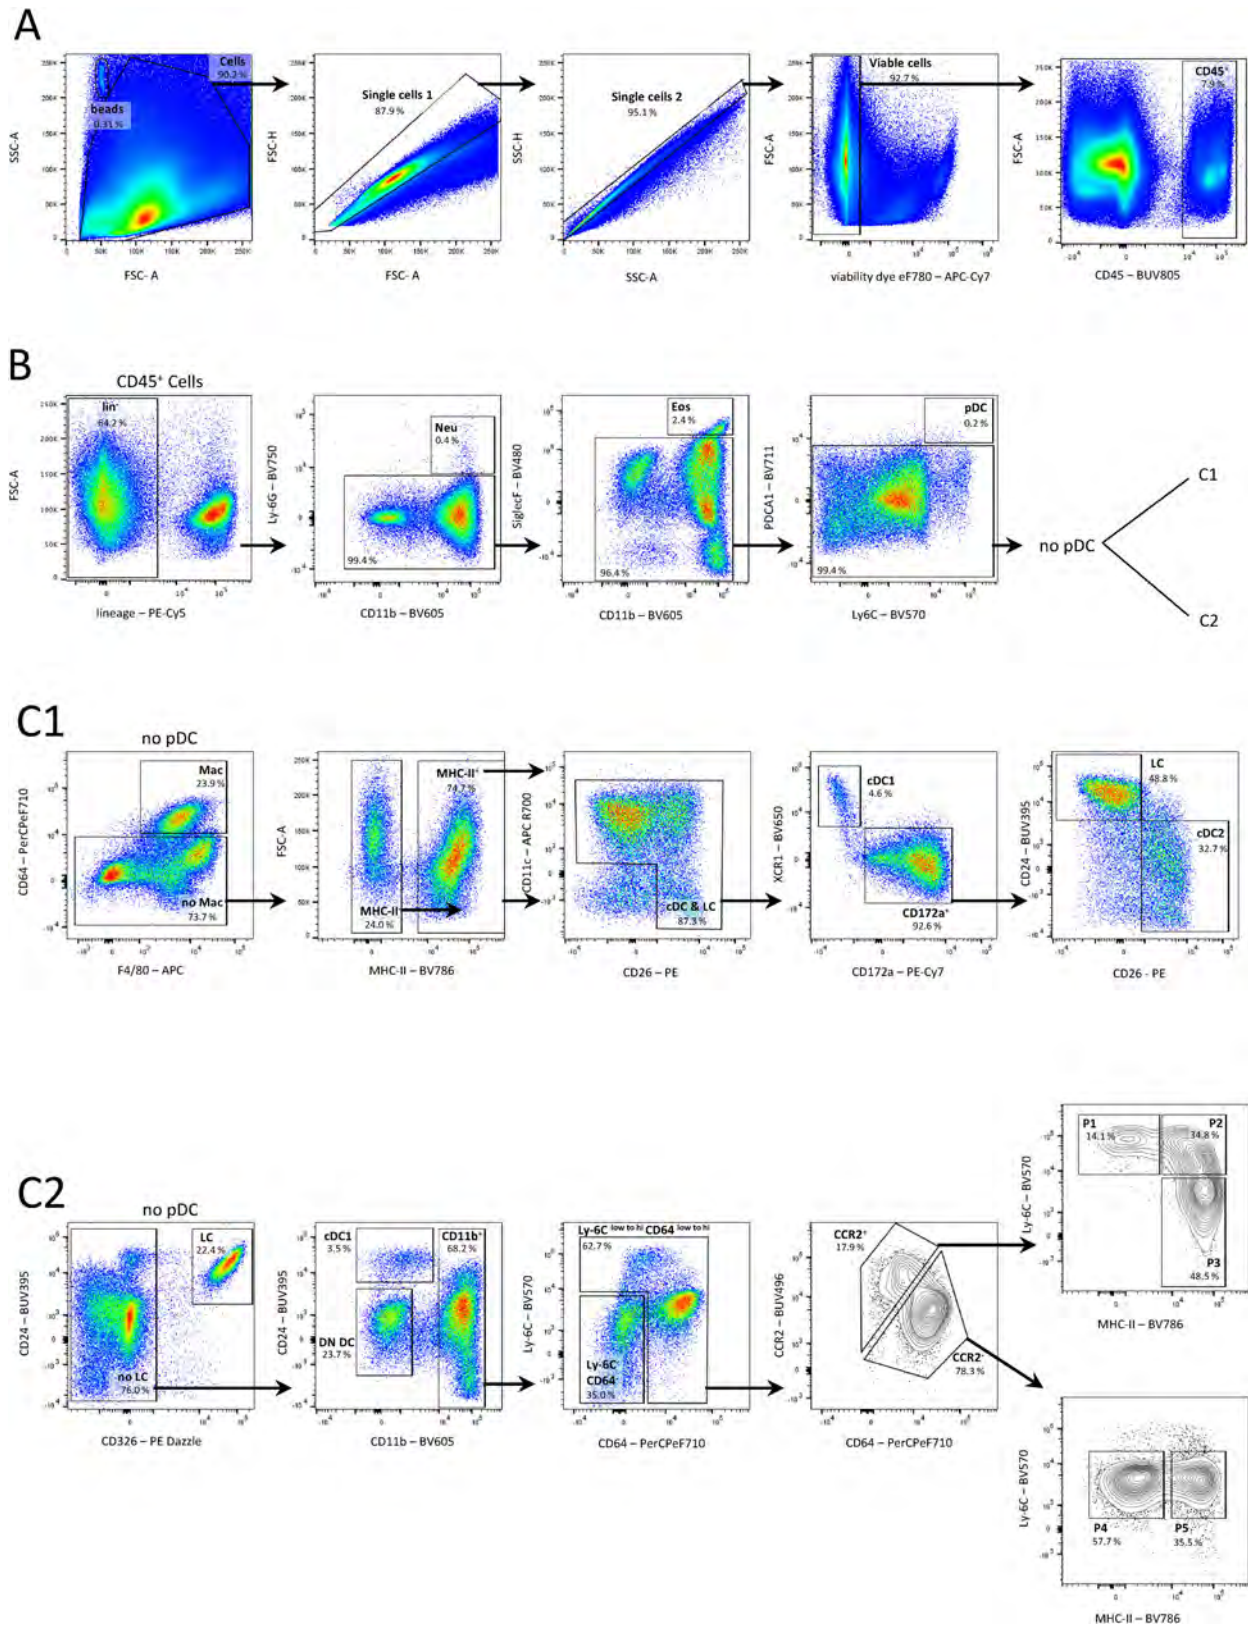 A
Cells
90.2 %
beads
0.31 %
SSC-A
FSC- A
Single cells 1
87.9 %
FSC-H
FSC- A
Single cells 2
95.1 %
SSC-H
SSC-A
Viable cells
92.7 %
FSC-A
viability dye eF780 – APC-Cy7
CD45⁺
7.9 %
FSC-A
CD45 – BUV805
B
CD45⁺ Cells
lin⁻
64.2 %
FSC-A
lineage – PE-Cy5
Neu
0.4 %
99.4 %
Ly-6G – BV750
CD11b – BV605
Eos
2.4 %
96.4 %
SiglecF – BV480
CD11b – BV605
pDC
0.2 %
99.4 %
PDCA1 – BV711
Ly6C – BV570
no pDC
C1
C2
C1
no pDC
Mac
23.9 %
no Mac
73.7 %
CD64 – PerCPeF710
F4/80 – APC
MHC-II⁺
74.7 %
MHC-II
24.0 %
FSC-A
MHC-II – BV786
cDC & LC
87.3 %
CD11c – APC R700
CD26 – PE
cDC1
4.6 %
CD172a⁺
92.6 %
XCR1 – BV650
CD172a – PE-Cy7
LC
48.8 %
cDC2
32.7 %
CD24 – BUV395
CD26 - PE
C2
no pDC
LC
22.4 %
no LC
76.0 %
CD24 – BUV395
CD326 – PE Dazzle
cDC1
3.5 %
CD11b⁺
68.2 %
DN DC
23.7 %
CD24 – BUV395
CD11b – BV605
Ly-6C low to hi CD64 low to hi
62.7 %
Ly-6C
CD64
35.0 %
Ly-6C – BV570
CD64 – PerCPeF710
CCR2⁺
17.9 %
CCR2⁻
78.3 %
CCR2 – BUV496
CD64 – PerCPeF710
P1
14.1 %
P2
34.8 %
P3
48.5 %
Ly-6C – BV570
MHC-II – BV786
P4
57.7 %
P5
35.5 %
Ly-6C – BV570
MHC-II – BV786